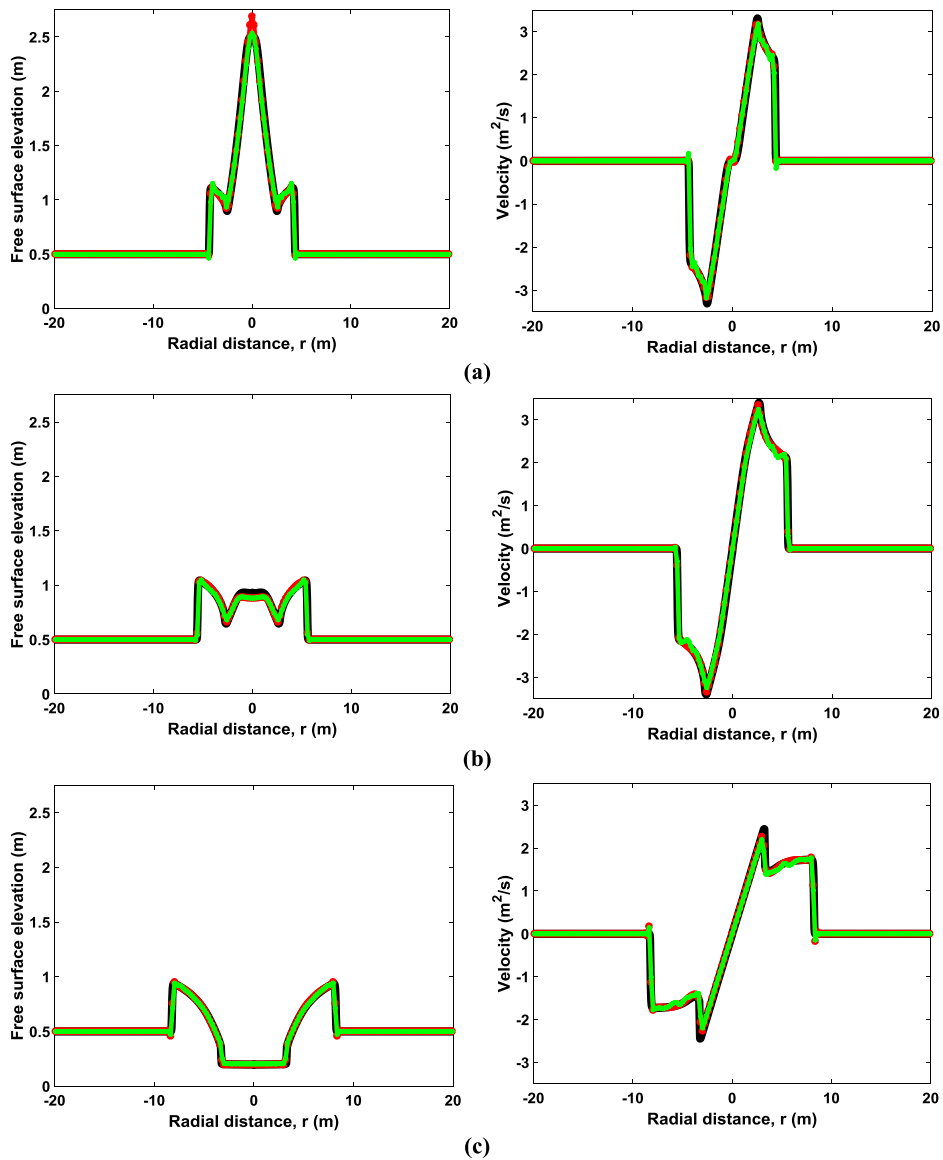 Free surface elevation (m)
2.5
2
1.5
1
0.5
0
-20 -10 0 10 20
Radial distance, r (m)
Velocity (m²/s)
3
2
1
0
-1
-2
-3
-20 -10 0 10 20
Radial distance, r (m)
(a)
Free surface elevation (m)
2.5
2
1.5
1
0.5
0
-20 -10 0 10 20
Radial distance, r (m)
Velocity (m²/s)
3
2
1
0
-1
-2
-3
-20 -10 0 10 20
Radial distance, r (m)
(b)
Free surface elevation (m)
2.5
2
1.5
1
0.5
0
-20 -10 0 10 20
Radial distance, r (m)
Velocity (m²/s)
3
2
1
0
-1
-2
-3
-20 -10 0 10 20
Radial distance, r (m)
(c)